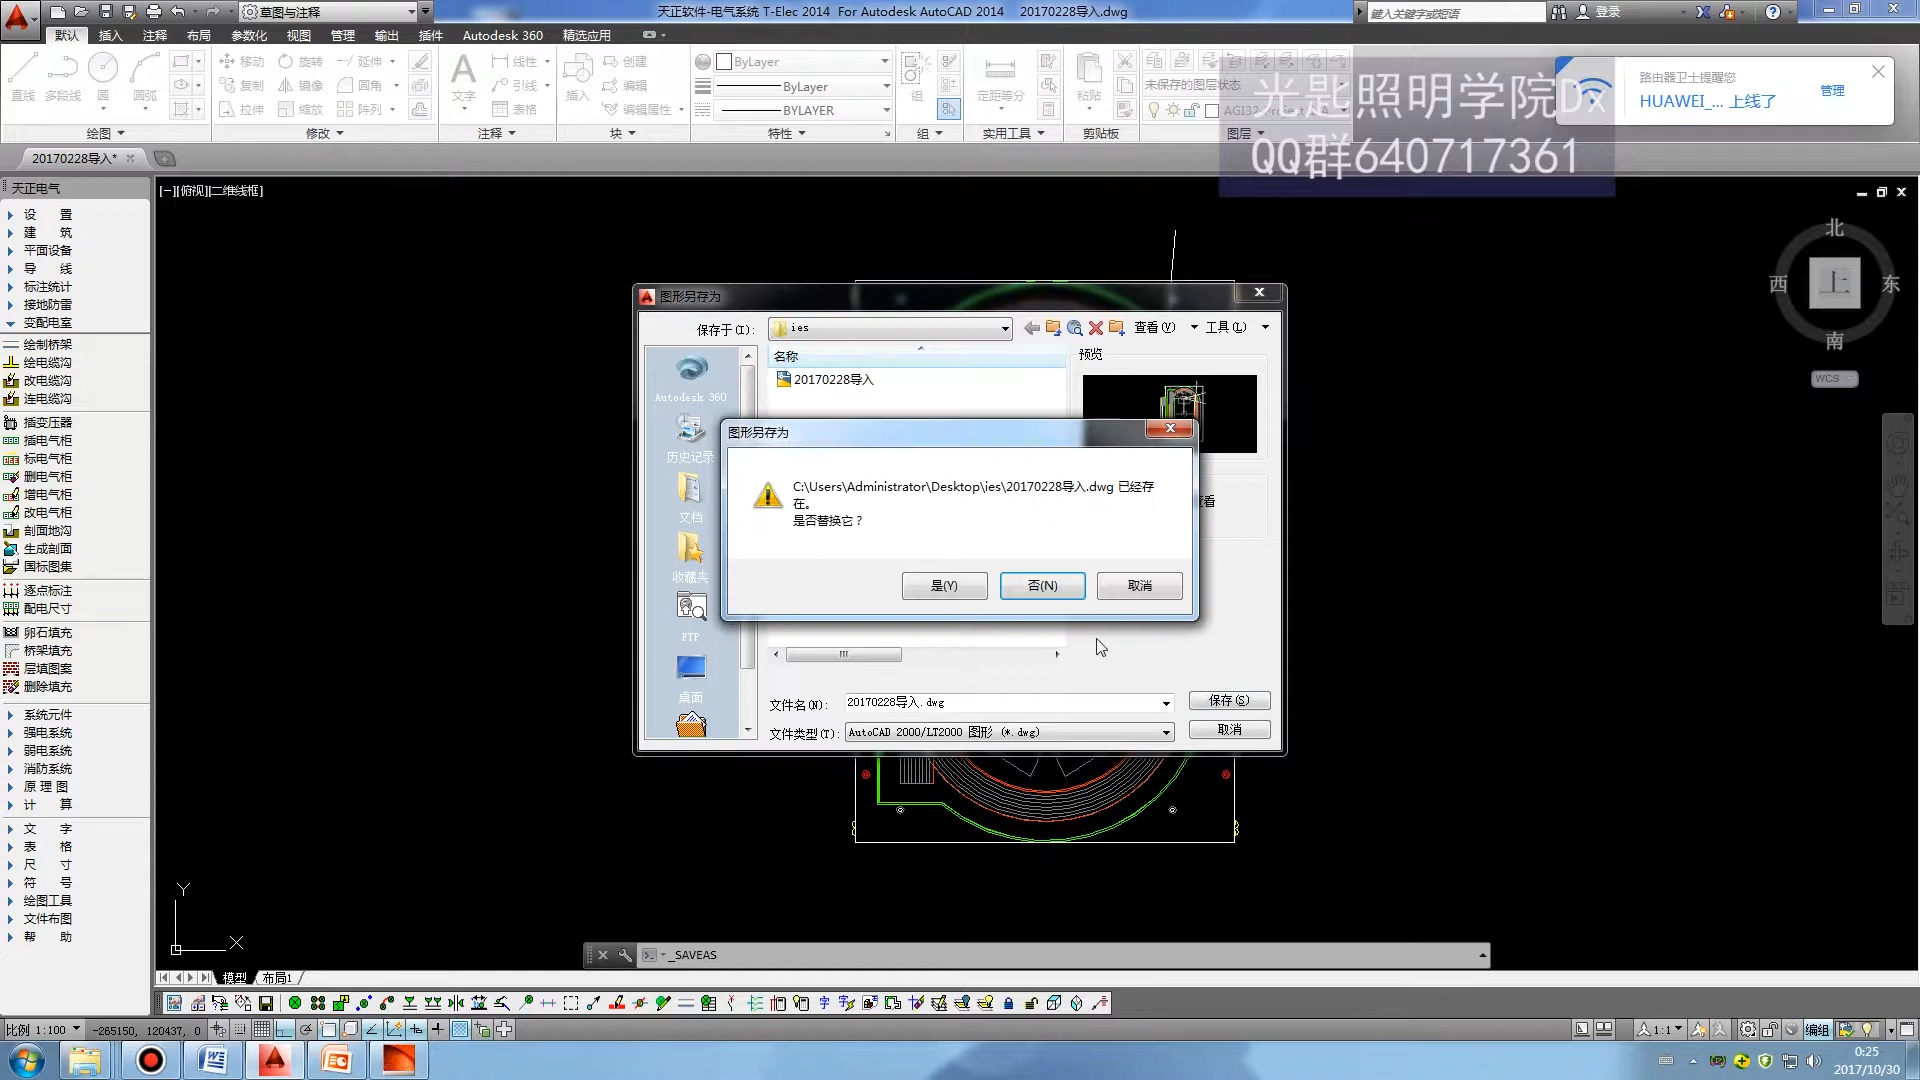 草图与注释
天正软件-电气系统 T-Elec 2014 For Autodesk AutoCAD 2014 20170228导入.dwg
键入关键字或短语
登录
默认 插入 注释 布局 参数化 视图 管理 输出 插件 Autodesk 360 精选应用
直线 多段线 圆 圆弧
移动 旋转 延伸
复制 镜像 圆角
拉伸 缩放 阵列
文字
线性
引线
表格
插入
创建
编辑
编辑属性
ByLayer
ByLayer
BYLAYER
组
定距等分
粘贴
未保存的图层状态
绘图 修改 注释 块 特性 组 实用工具 剪贴板 图层
光匙照明学院Dx
QQ群640717361
路由器卫士提醒您
HUAWEI_... 上线了
管理
20170228导入*
天正电气
[−][俯视][二维线框]
设 置
建 筑
平面设备
导 线
标注统计
接地防雷
变配电室
绘制桥架
绘电缆沟
改电缆沟
连电缆沟
插变压器
插电气柜
标电气柜
删电气柜
增电气柜
改电气柜
剖面地沟
生成剖面
国标图集
逐点标注
配电尺寸
卵石填充
桥架填充
层填图案
删除填充
系统元件
强电系统
弱电系统
消防系统
原 理 图
计 算
文 字
表 格
尺 寸
符 号
绘图工具
文件布图
帮 助
北
西 上 东
南
WCS
图形另存为
保存于(I):
ies
查看(V)
工具(L)
名称
预览
20170228导入
Autodesk 360
历史记录
文档
收藏夹
FTP
桌面
图形另存为
C:\Users\Administrator\Desktop\ies\20170228导入.dwg 已经存
在。
是否替换它？
是(Y) 否(N) 取消
文件名(N):
20170228导入.dwg
保存(S)
文件类型(T):
AutoCAD 2000/LT2000 图形 (*.dwg)
取消
Y
X
_SAVEAS
模型 布局1
比例 1:100
-265150, 120437, 0
1:1
编组
0:25
2017/10/30